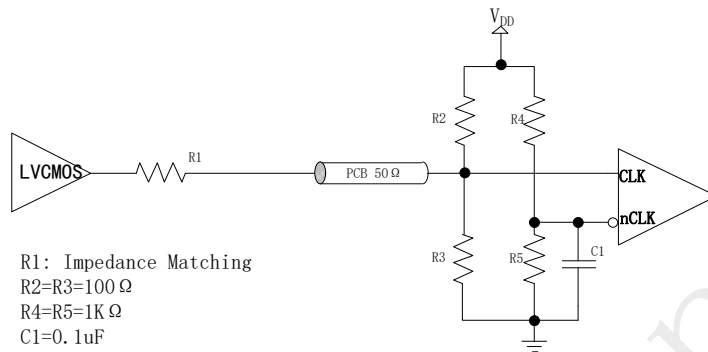 V_DD
R2
R4
LVCMOS
R1
PCB 50Ω
CLK
nCLK
R3
R5
C1
R1: Impedance Matching
R2=R3=100Ω
R4=R5=1KΩ
C1=0.1uF